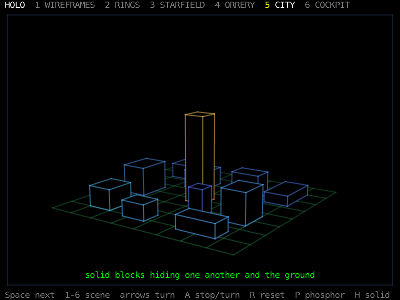 HOLO 1 WIREFRAMES 2 RINGS 3 STARFIELD 4 ORRERY 5 CITY 6 COCKPIT
solid blocks hiding one another and the ground
Space next 1-6 scene arrows turn A stop/turn R reset P phosphor H solid